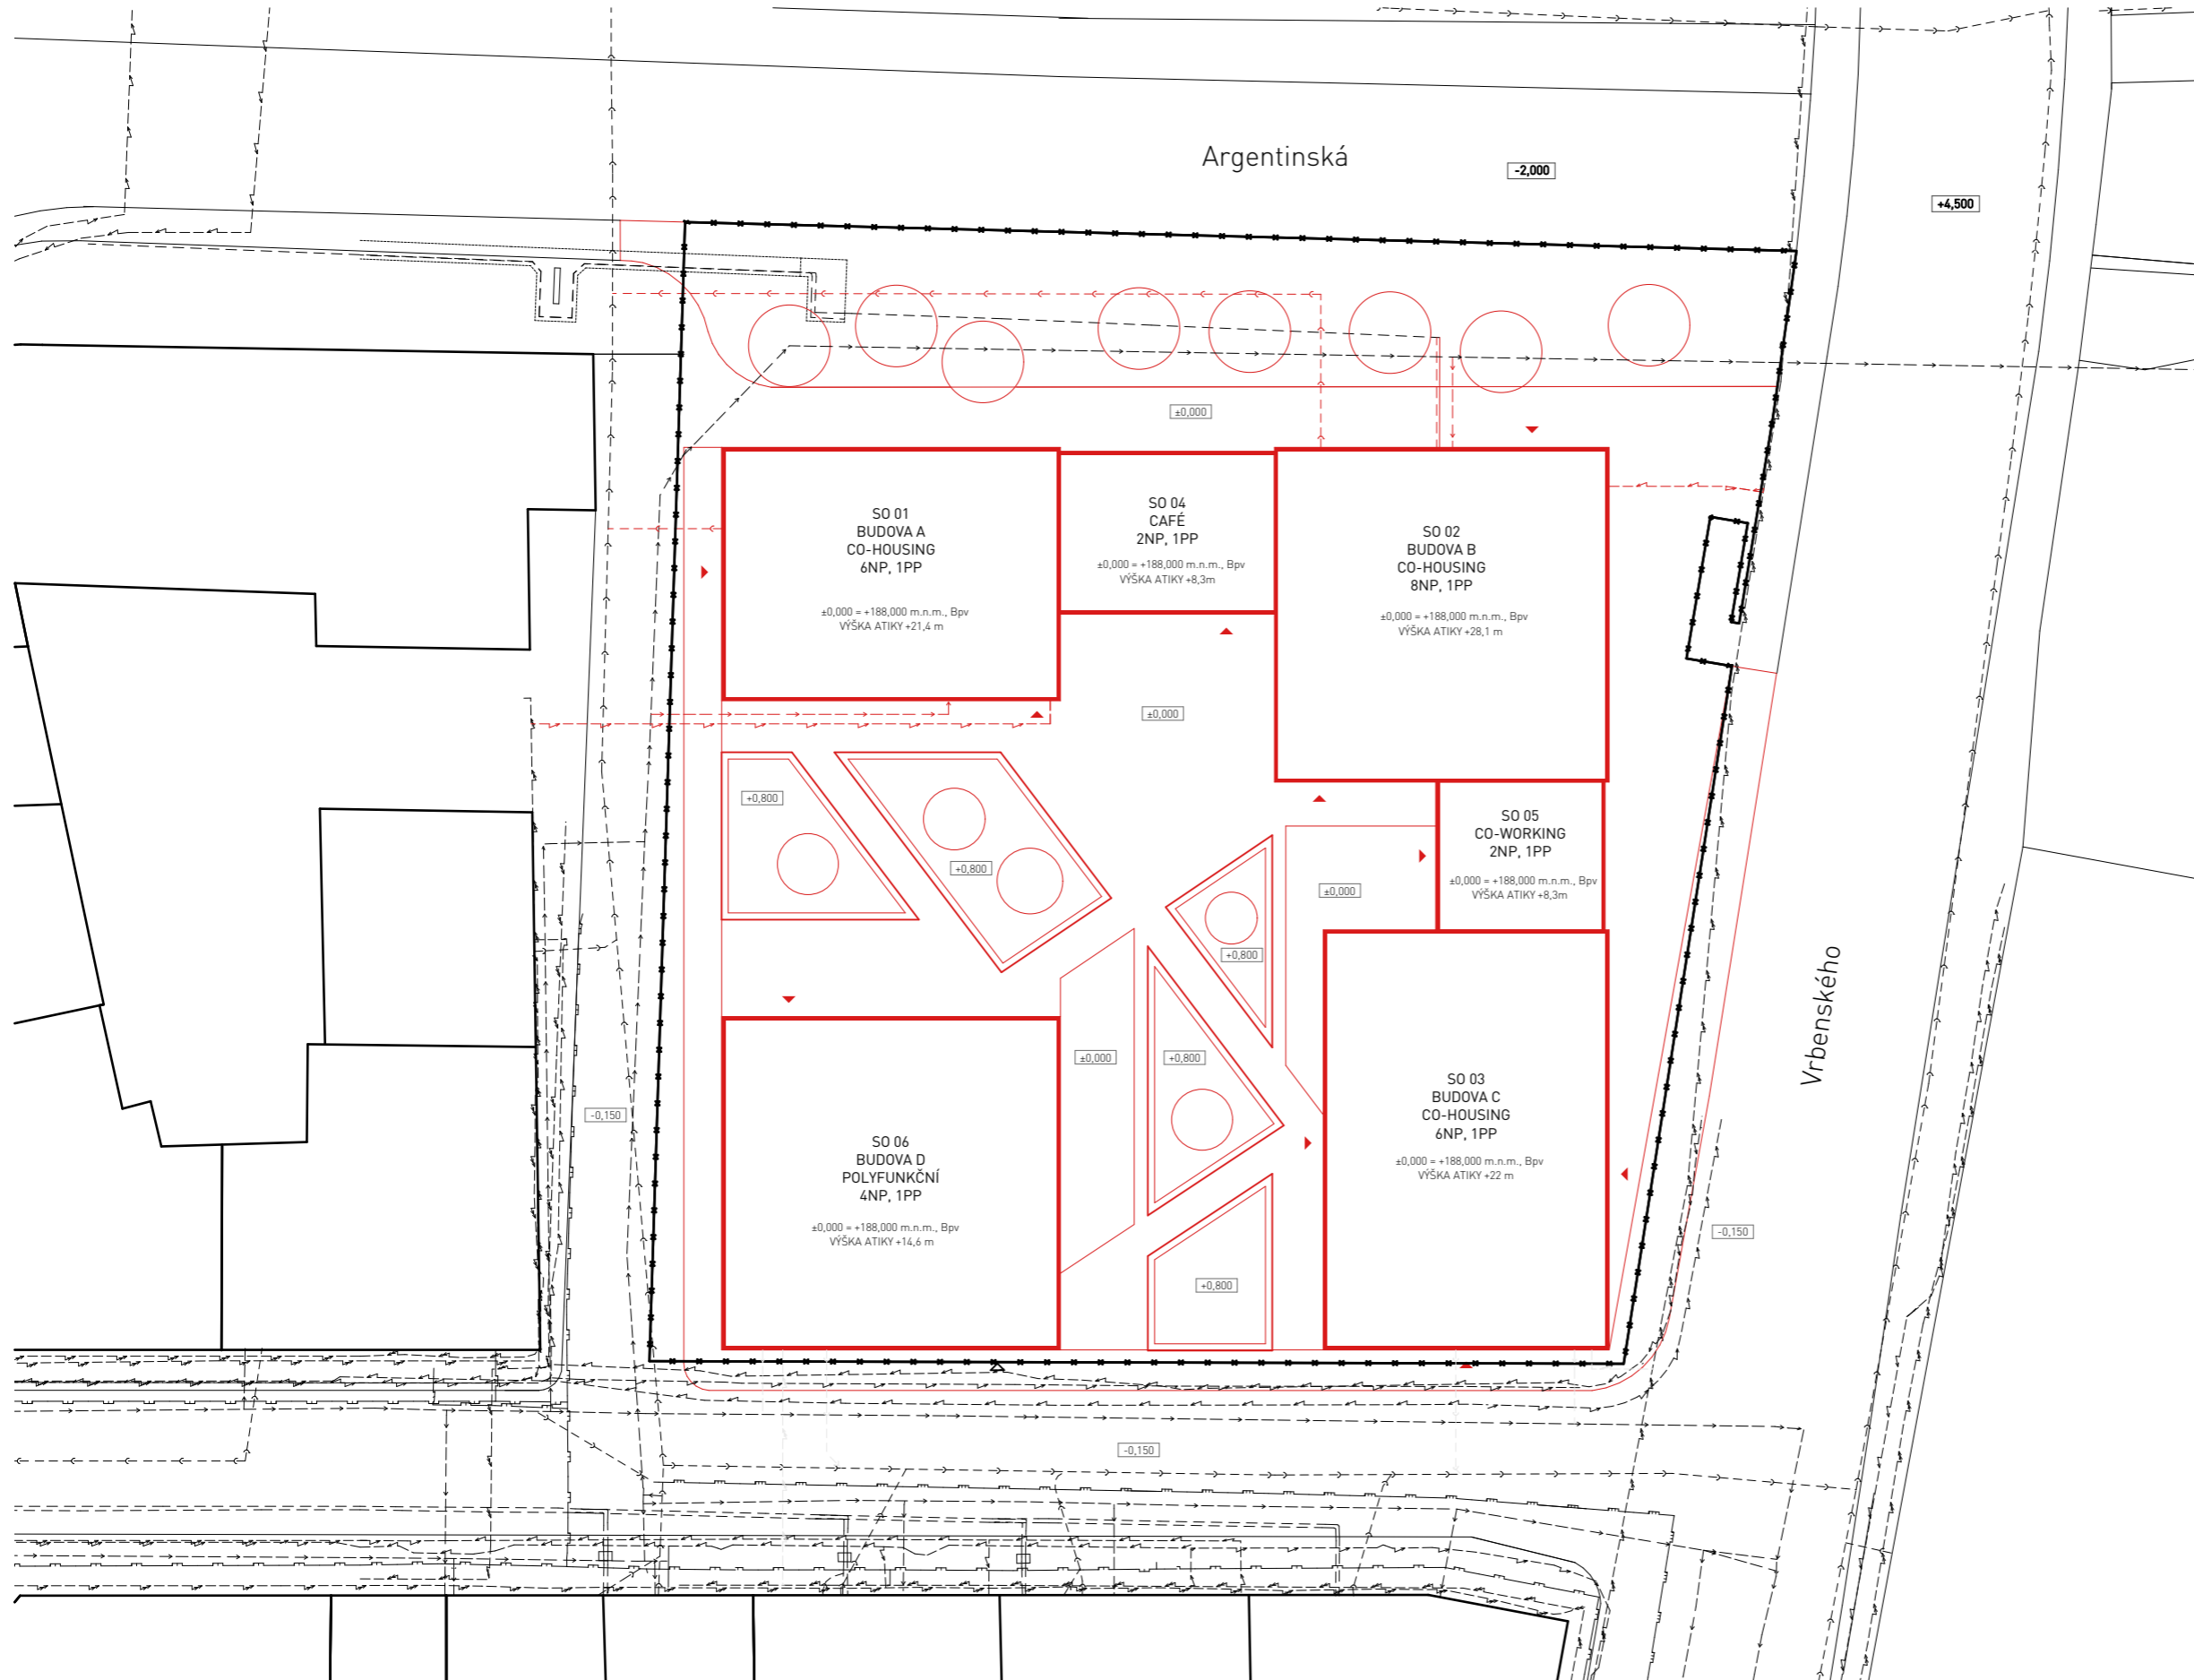 Argentinská
-2,000
+4,500
±0,000
SO 01
BUDOVA A
CO-HOUSING
6NP, 1PP
±0,000 = +188,000 m.n.m., Bpv
VÝŠKA ATIKY +21,4 m
SO 04
CAFÉ
2NP, 1PP
±0,000 = +188,000 m.n.m., Bpv
VÝŠKA ATIKY +8,3m
SO 02
BUDOVA B
CO-HOUSING
8NP, 1PP
±0,000 = +188,000 m.n.m., Bpv
VÝŠKA ATIKY +28,1 m
±0,000
+0,800
+0,800
SO 05
CO-WORKING
2NP, 1PP
±0,000 = +188,000 m.n.m., Bpv
VÝŠKA ATIKY +8,3m
±0,000
+0,800
Vrbenského
±0,000
+0,800
-0,150
SO 03
BUDOVA C
CO-HOUSING
6NP, 1PP
±0,000 = +188,000 m.n.m., Bpv
VÝŠKA ATIKY +22 m
SO 06
BUDOVA D
POLYFUNKČNÍ
4NP, 1PP
±0,000 = +188,000 m.n.m., Bpv
VÝŠKA ATIKY +14,6 m
-0,150
+0,800
-0,150